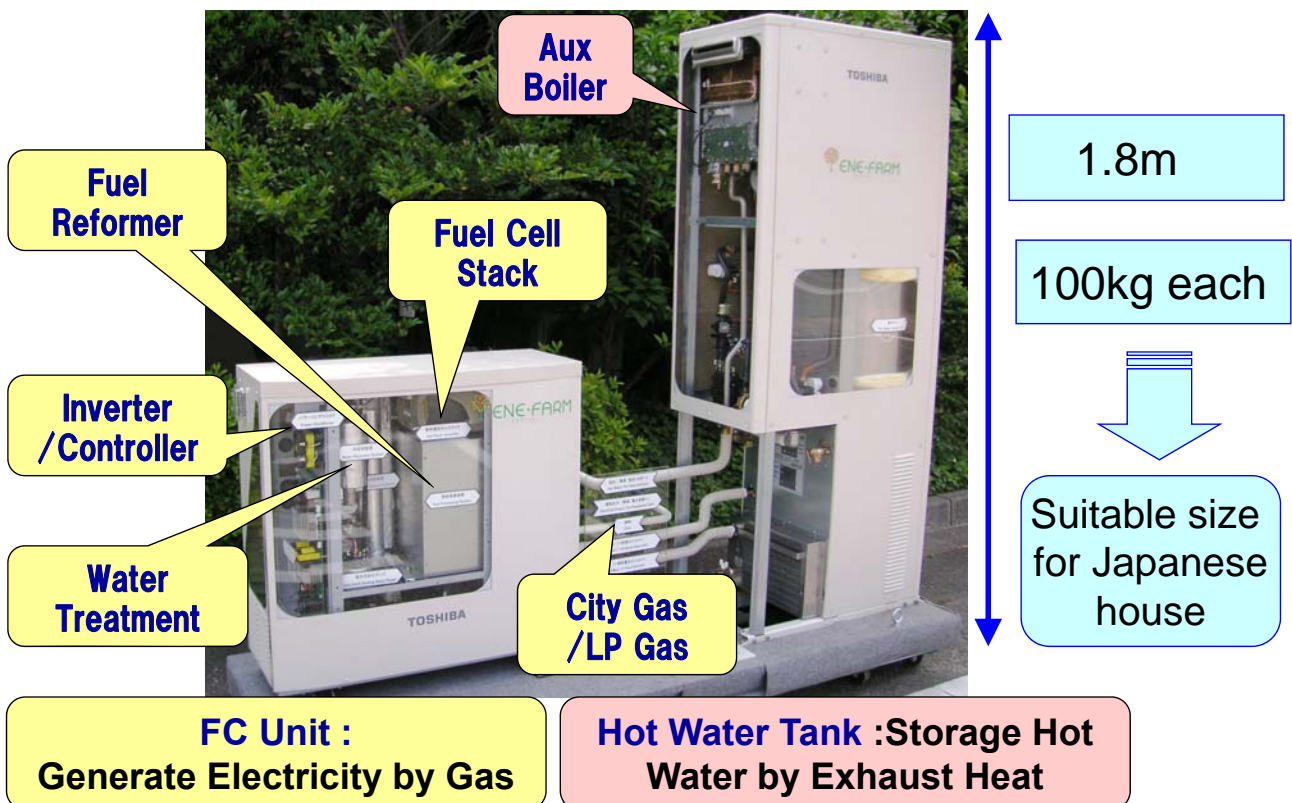 Aux
Boiler
TOSHIBA
ENE·FARM
1.8m
Fuel
Reformer
Fuel Cell
Stack
100kg each
Inverter
/Controller
ENE·FARM
Water
Treatment
TOSHIBA
City Gas
/LP Gas
Suitable size
for Japanese
house
FC Unit :
Generate Electricity by Gas
Hot Water Tank :Storage Hot
Water by Exhaust Heat